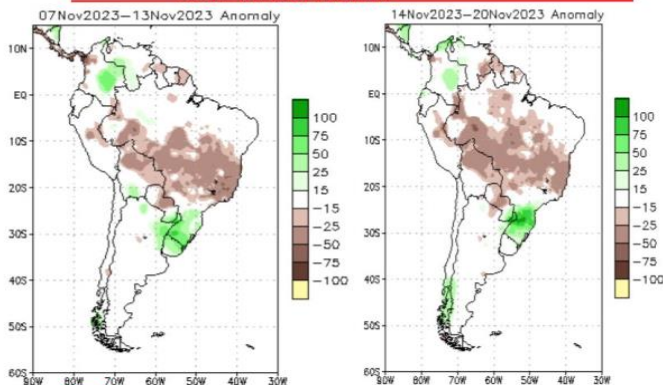 07Nov2023–13Nov2023 Anomaly
10N
EQ
10S
20S
30S
40S
50S
60S
90W 80W 70W 60W 50W 40W 30W
100
75
50
25
15
-15
-25
-50
-75
-100
14Nov2023–20Nov2023 Anomaly
10N
EQ
10S
20S
30S
40S
50S
60S
90W 80W 70W 60W 50W 40W 30W
100
75
50
25
15
-15
-25
-50
-75
-100